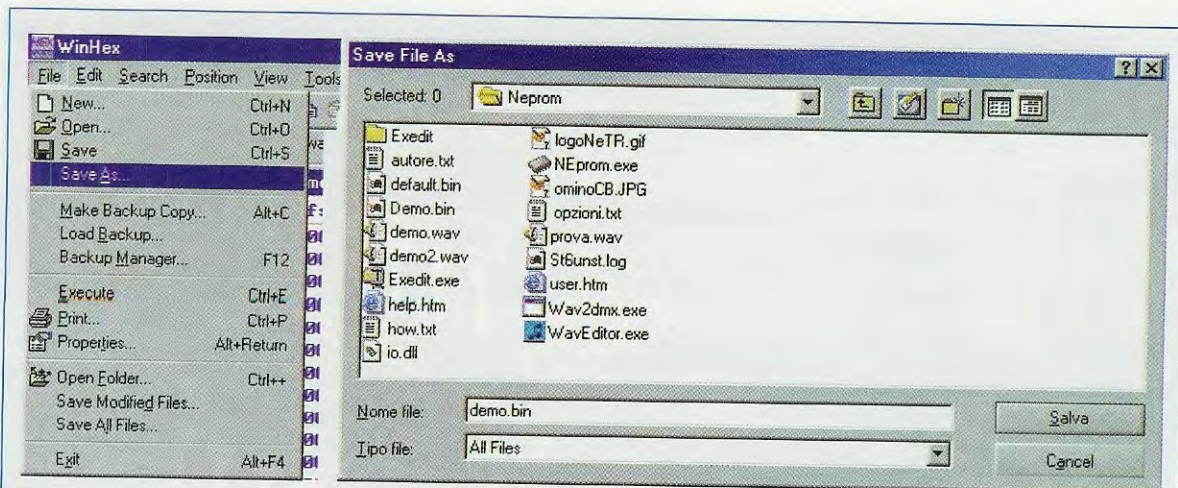 WinHex
File Edit Search Position View Tools
New... Ctrl+N
Open... Ctrl+O
Save Ctrl+S
Save As...
Make Backup Copy... Alt+C
Load Backup...
Backup Manager... F12
Execute Ctrl+E
Print... Ctrl+P
Properties... Alt+Return
Open Folder... Ctrl++
Save Modified Files...
Save All Files...
Exit Alt+F4
Save File As
Selected: 0 Neprom
Exedit
autore.txt
default.bin
Demo.bin
demo.wav
demo2.wav
Exedit.exe
help.htm
how.txt
io.dll
logoNeTR.gif
NEprom.exe
ominoCB.JPG
opzioni.txt
prova.wav
St6unst.log
user.htm
Wav2dmx.exe
WavEditor.exe
Nome file: demo.bin Salva
Tipo file: All Files Cancel